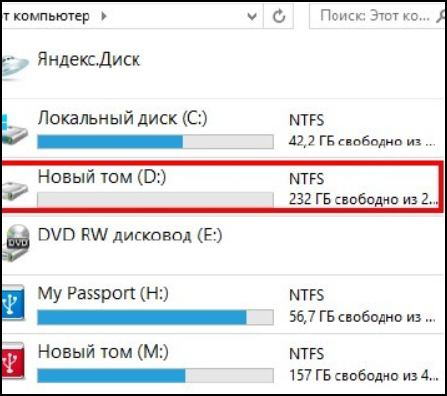 от компьютер
Поиск: Этот ко...
Яндекс.Диск
Локальный диск (C:)
NTFS
42,2 ГБ свободно из ...
Новый том (D:)
NTFS
232 ГБ свободно из 2...
DVD RW дисковод (E:)
DVD
My Passport (H:)
NTFS
56,7 ГБ свободно из ...
Новый том (M:)
NTFS
157 ГБ свободно из 4...